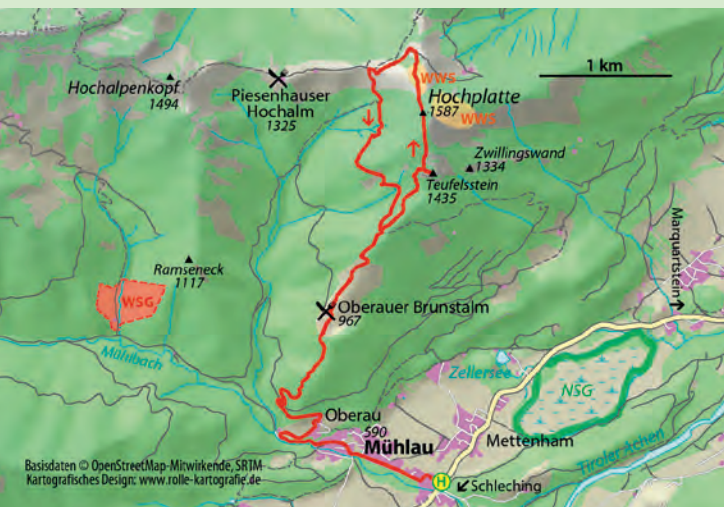 1 km
WWS
Hochalpenkopf
1494
Piesenhauser
Hochalm
1325
Hochplatte
1587
WWS
Zwillingswand
1334
Teufelsstein
1435
Marquartstein
Ramseneck
1117
WSG
Oberauer Brunstalm
967
Mühlbach
Zellersee
NSG
Oberau
590
Mühlau
Mettenham
Tiroler Achen
H
Schleching
Basisdaten © OpenStreetMap-Mitwirkende, SRTM
Kartografisches Design: www.rolle-kartografie.de